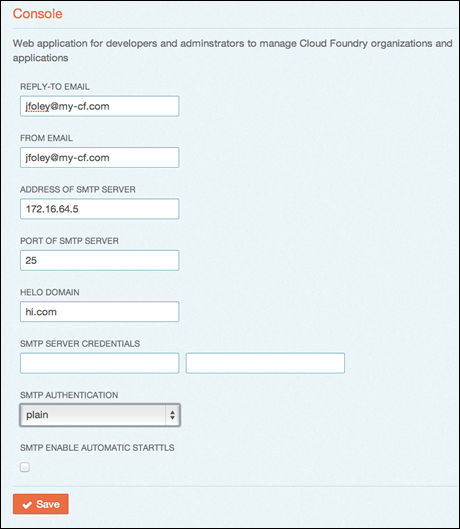 Console
Web application for developers and adminstrators to manage Cloud Foundry organizations and
applications
REPLY-TO EMAIL
jfoley@my-cf.com
FROM EMAIL
jfoley@my-cf.com
ADDRESS OF SMTP SERVER
172.16.64.5
PORT OF SMTP SERVER
25
HELO DOMAIN
hi.com
SMTP SERVER CREDENTIALS
SMTP AUTHENTICATION
plain
SMTP ENABLE AUTOMATIC STARTTLS
Save